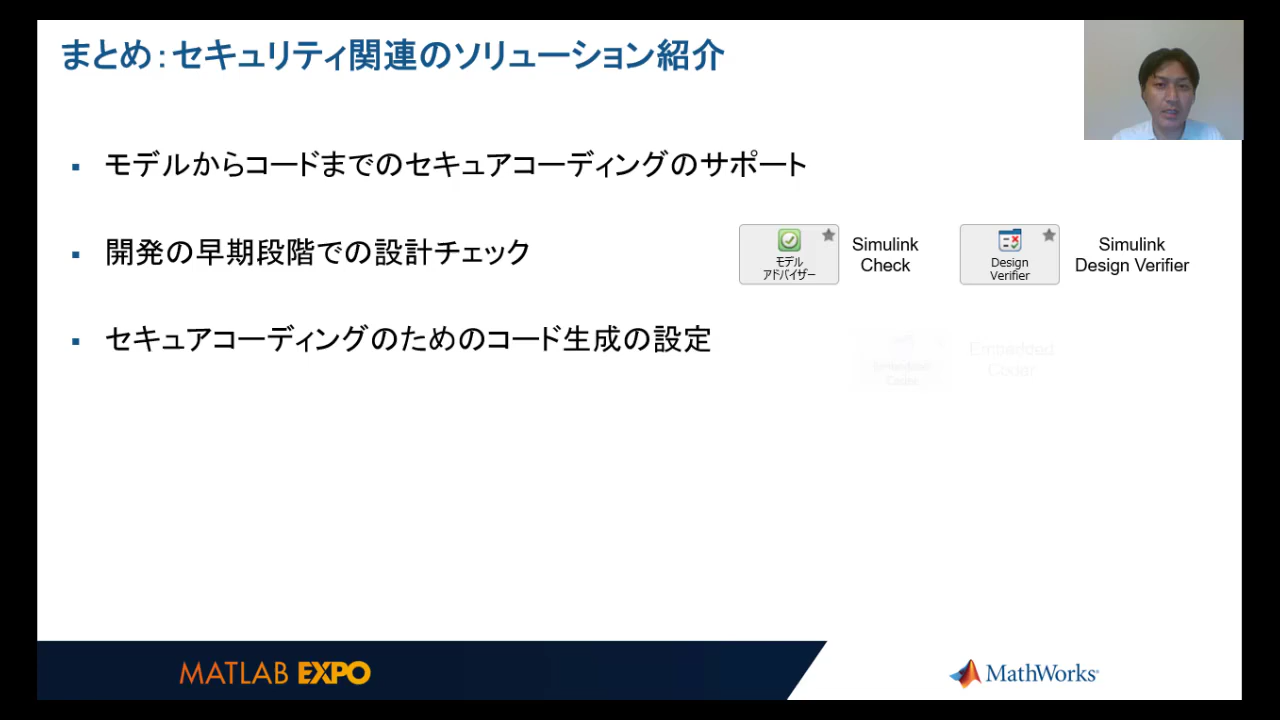 まとめ：セキュリティ関連のソリューション紹介
モデルからコードまでのセキュアコーディングのサポート
開発の早期段階での設計チェック
モデル
アドバイザー
Simulink
Check
Design
Verifier
Simulink
Design Verifier
セキュアコーディングのためのコード生成の設定
Embedded
Coder
Embedded
Coder
MATLAB EXPO
MathWorks